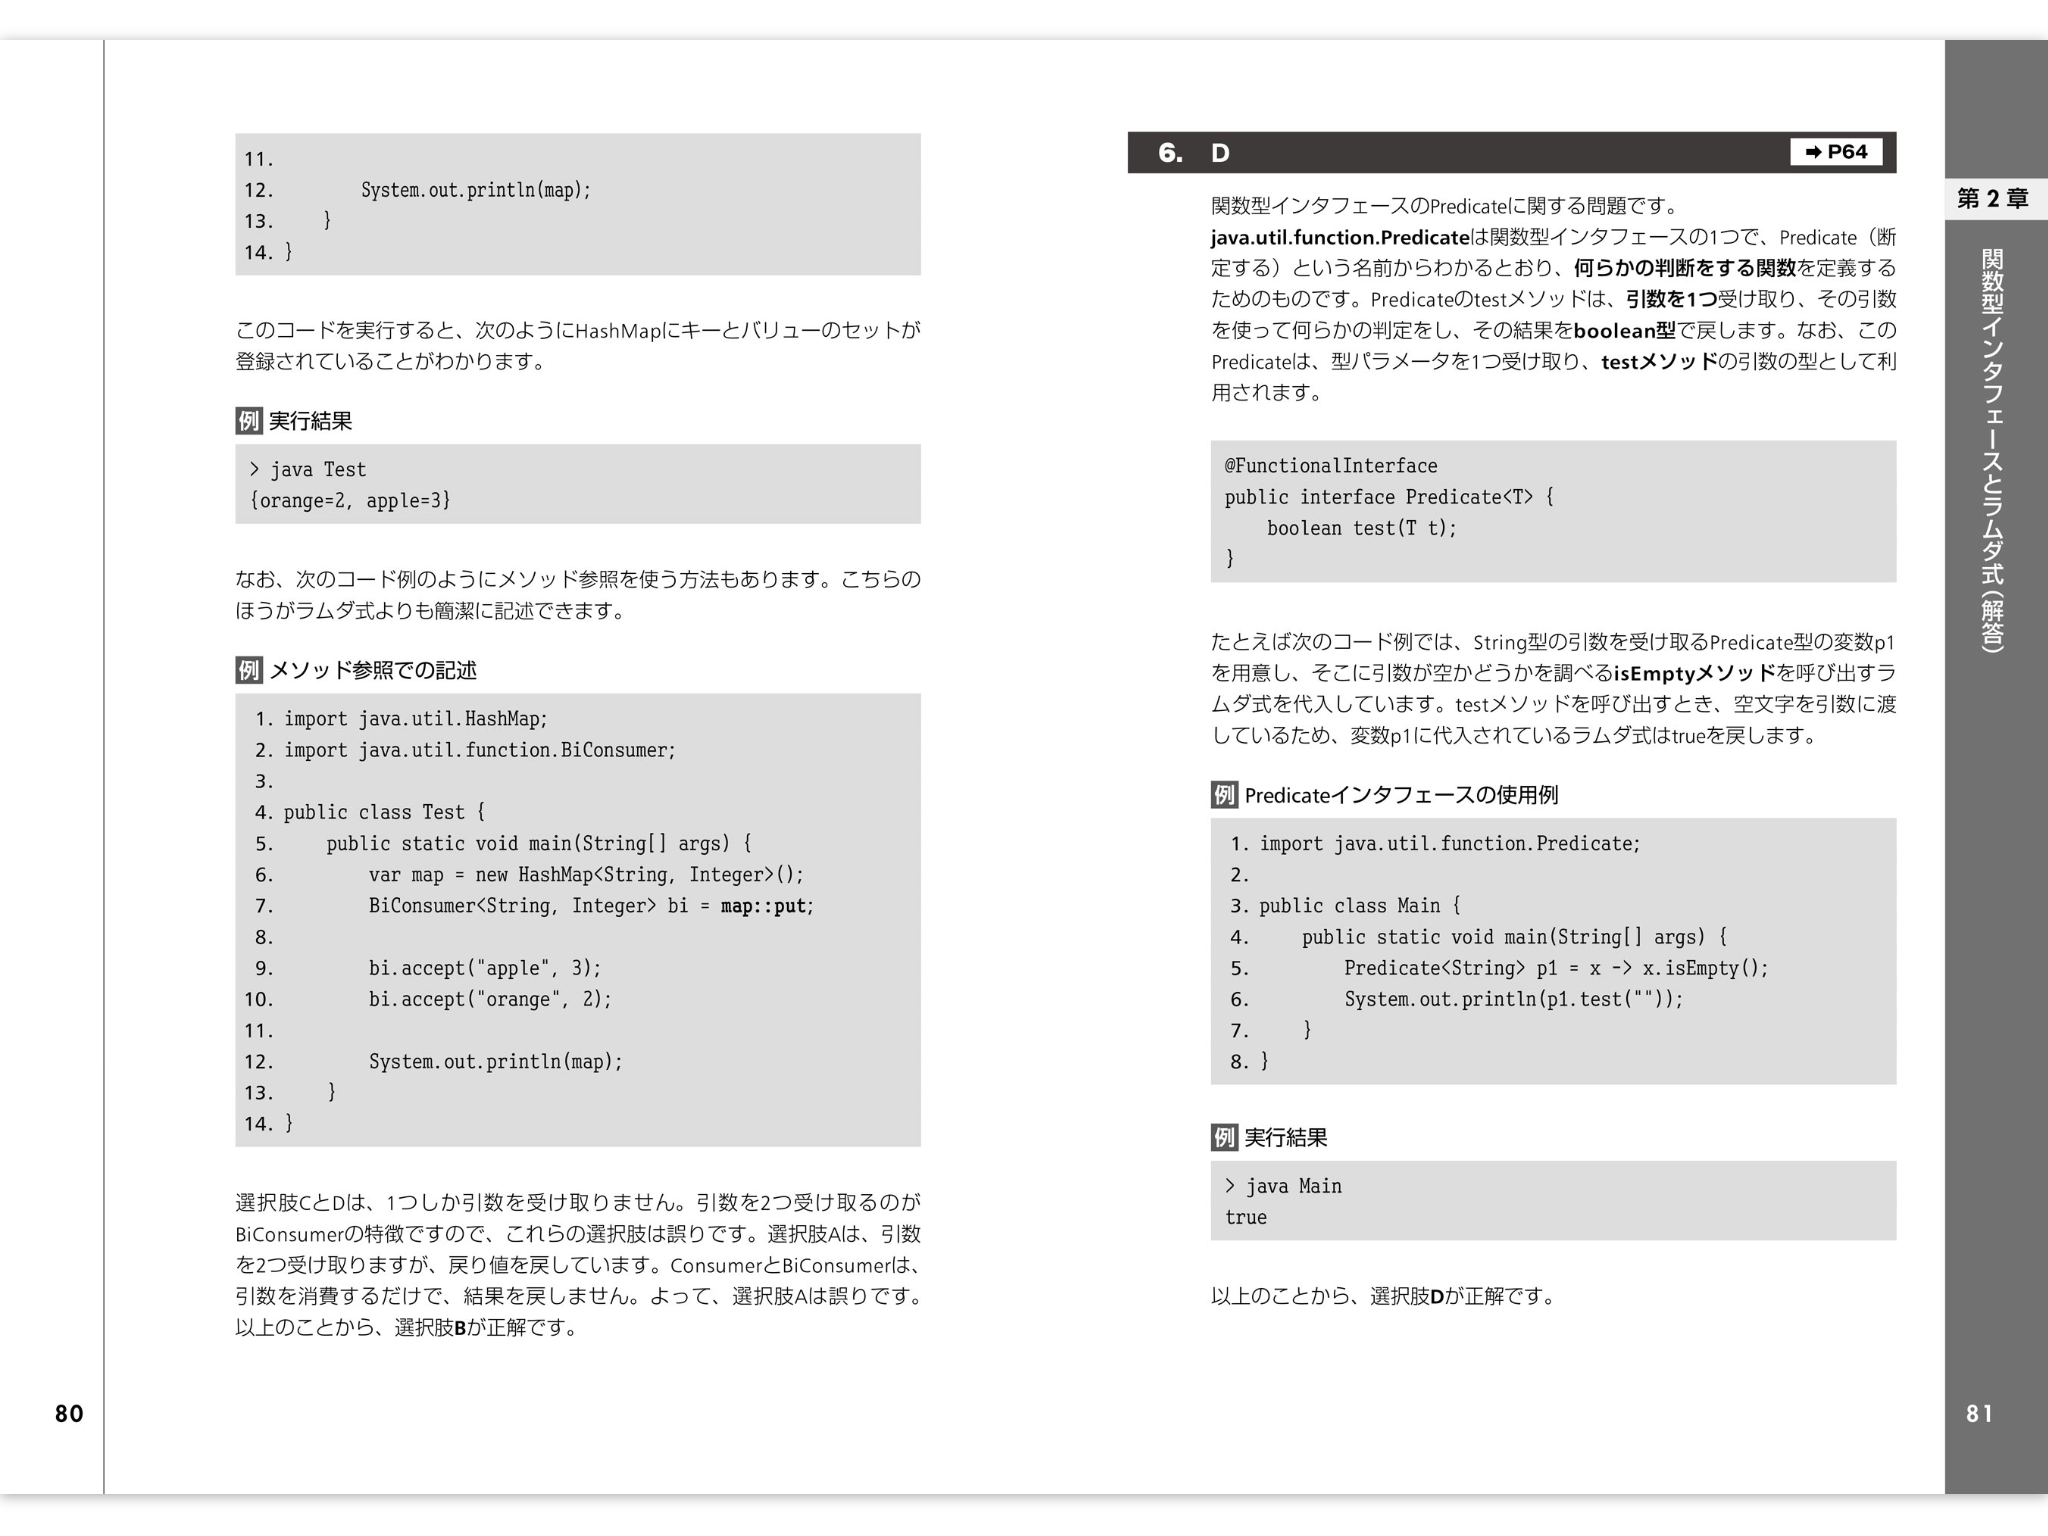 11.
12.         System.out.println(map);
13.     }
14. }
このコードを実行すると、次のようにHashMapにキーとバリューのセットが
登録されていることがわかります。
例 実行結果
> java Test
{orange=2, apple=3}
なお、次のコード例のようにメソッド参照を使う方法もあります。こちらの
ほうがラムダ式よりも簡潔に記述できます。
例 メソッド参照での記述
1. import java.util.HashMap;
2. import java.util.function.BiConsumer;
3.
4. public class Test {
5.     public static void main(String[] args) {
6.         var map = new HashMap<String, Integer>();
7.         BiConsumer<String, Integer> bi = map::put;
8.
9.         bi.accept("apple", 3);
10.         bi.accept("orange", 2);
11.
12.         System.out.println(map);
13.     }
14. }
選択肢CとDは、1つしか引数を受け取りません。引数を2つ受け取るのが
BiConsumerの特徴ですので、これらの選択肢は誤りです。選択肢Aは、引数
を2つ受け取りますが、戻り値を戻しています。ConsumerとBiConsumerは、
引数を消費するだけで、結果を戻しません。よって、選択肢Aは誤りです。
以上のことから、選択肢Bが正解です。
80
6. D ➡ P64
関数型インタフェースのPredicateに関する問題です。
java.util.function.Predicateは関数型インタフェースの1つで、Predicate（断
定する）という名前からわかるとおり、何らかの判断をする関数を定義する
ためのものです。Predicateのtestメソッドは、引数を1つ受け取り、その引数
を使って何らかの判定をし、その結果をboolean型で戻します。なお、この
Predicateは、型パラメータを1つ受け取り、testメソッドの引数の型として利
用されます。
@FunctionalInterface
public interface Predicate<T> {
    boolean test(T t);
}
たとえば次のコード例では、String型の引数を受け取るPredicate型の変数p1
を用意し、そこに引数が空かどうかを調べるisEmptyメソッドを呼び出すラ
ムダ式を代入しています。testメソッドを呼び出すとき、空文字を引数に渡
しているため、変数p1に代入されているラムダ式はtrueを戻します。
例 Predicateインタフェースの使用例
1. import java.util.function.Predicate;
2.
3. public class Main {
4.     public static void main(String[] args) {
5.         Predicate<String> p1 = x -> x.isEmpty();
6.         System.out.println(p1.test(""));
7.     }
8. }
例 実行結果
> java Main
true
以上のことから、選択肢Dが正解です。
第2章
関数型インタフェースとラムダ式（解答）
81